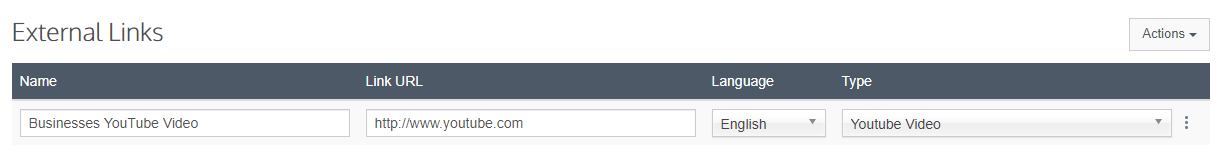 External Links
Actions
Name Link URL Language Type
Businesses YouTube Video http://www.youtube.com English Youtube Video